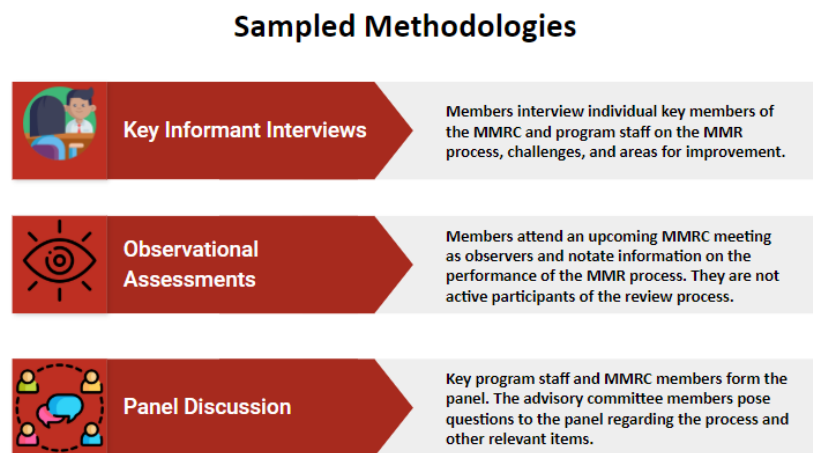 Sampled Methodologies
Key Informant Interviews
Members interview individual key members of
the MMRC and program staff on the MMR
process, challenges, and areas for improvement.
Observational
Assessments
Members attend an upcoming MMRC meeting
as observers and notate information on the
performance of the MMR process. They are not
active participants of the review process.
Panel Discussion
Key program staff and MMRC members form the
panel. The advisory committee members pose
questions to the panel regarding the process and
other relevant items.